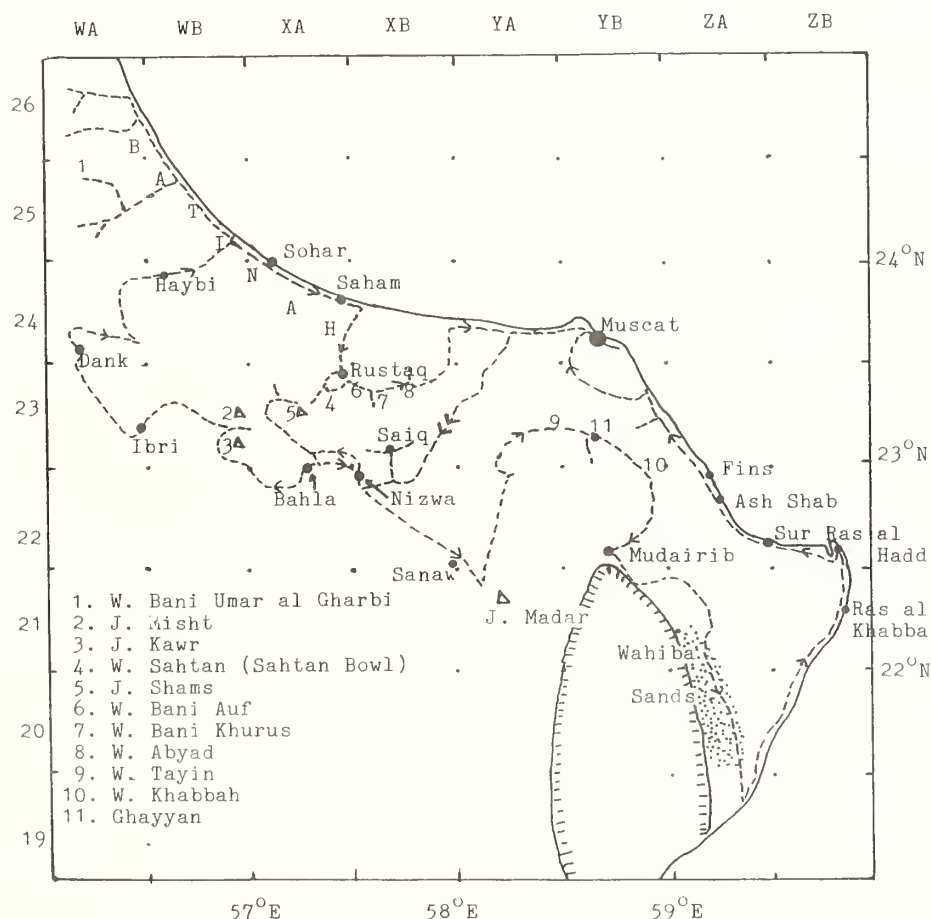 WA WB XA XB YA YB ZA ZB
26
B
1
A
25
T
I
Sohar
24°N
N
Haybi
Saham
A
24
H
Muscat
Dank
Rustaq
4 6 7 8
5
23
2
Saiq
9 11
Ibri
3
10
23°N
Fins
Bahla
Nizwa
Ash Shab
22
Sur
Ras al Hadd
Sanaw
Mudairib
1. W. Bani Umar al Gharbi
J. Madar
Ras al Khabba
2. J. Misht
21
3. J. Kawr
Wahiba Sands
4. W. Sahtan (Sahtan Bowl)
22°N
5. J. Shams
6. W. Bani Auf
7. W. Bani Khurus
20
8. W. Abyad
9. W. Tayin
10. W. Khabbah
11. Ghayyan
19
57°E 58°E 59°E